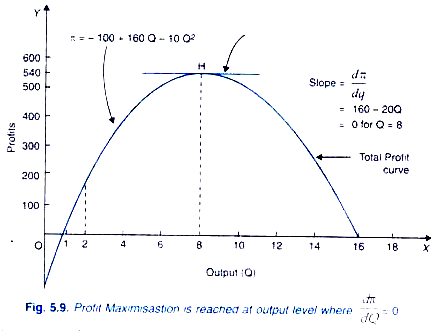 Y
π = – 100 + 160 Q – 10 Q²
H
600
540
500
400
300
200
100
Profits
Slope = dπ/dq
= 160 – 20Q
= 0 for Q = 8
Total Profit
curve
O 1 2 4 6 8 10 12 14 16 18 X
Output (Q)
Fig. 5.9. Profit Maximisastion is reached at output level where dπ/dQ = 0